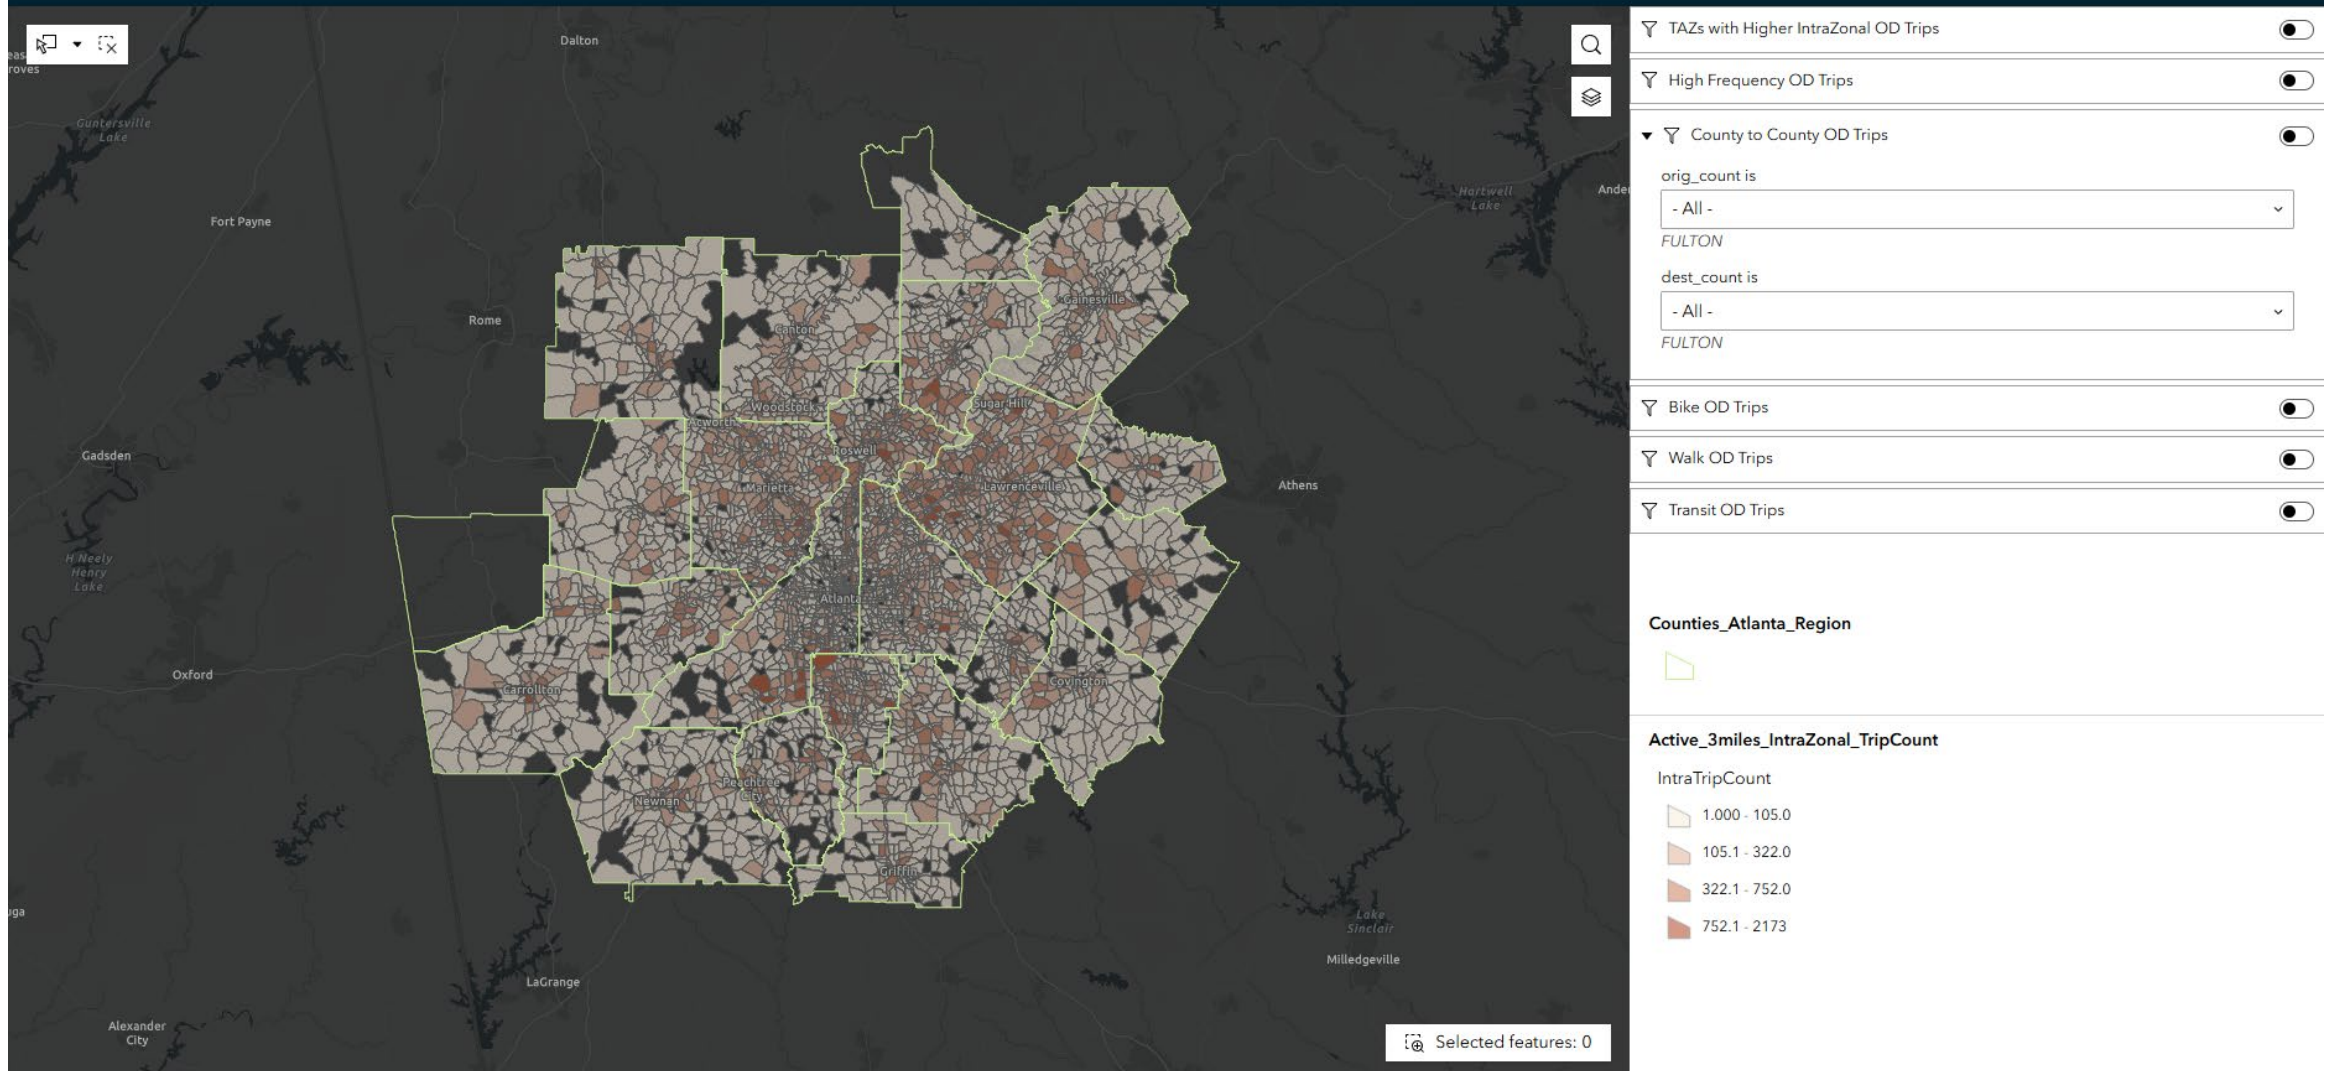 Dalton
Guntersville
Lake
Fort Payne
Hartwell
Lake
Rome
Gainesville
Canton
Woodstock
Sugar Hill
Acworth
Roswell
Gadsden
Marietta
Lawrenceville
Athens
H Neely
Henry
Lake
Atlanta
Oxford
Carrollton
Covington
Peachtree
City
Newnan
Griffin
Lake
Sinclair
Milledgeville
LaGrange
Alexander
City
Selected features: 0
TAZs with Higher IntraZonal OD Trips
High Frequency OD Trips
County to County OD Trips
orig_count is
- All -
FULTON
dest_count is
- All -
FULTON
Bike OD Trips
Walk OD Trips
Transit OD Trips
Counties_Atlanta_Region
Active_3miles_IntraZonal_TripCount
IntraTripCount
1.000 - 105.0
105.1 - 322.0
322.1 - 752.0
752.1 - 2173